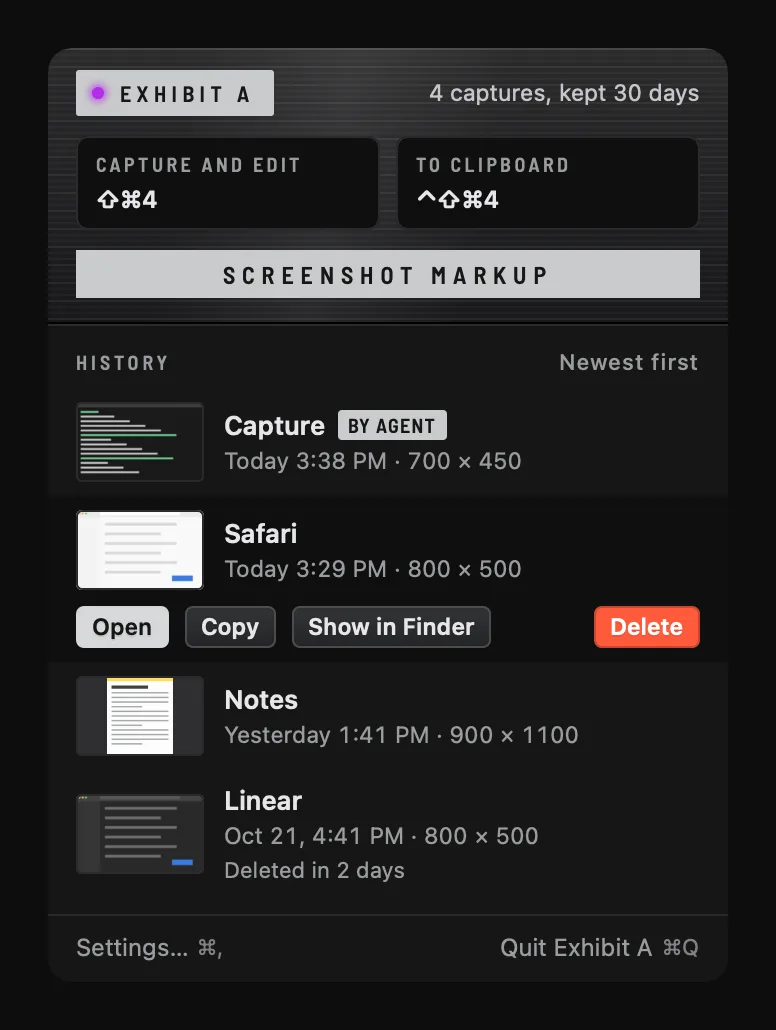 EXHIBIT A
4 captures, kept 30 days
CAPTURE AND EDIT
⇧⌘4
TO CLIPBOARD
⌃⇧⌘4
SCREENSHOT MARKUP
HISTORY
Newest first
Capture BY AGENT
Today 3:38 PM · 700 × 450
Safari
Today 3:29 PM · 800 × 500
Open Copy Show in Finder Delete
Notes
Yesterday 1:41 PM · 900 × 1100
Linear
Oct 21, 4:41 PM · 800 × 500
Deleted in 2 days
Settings... ⌘,
Quit Exhibit A ⌘Q